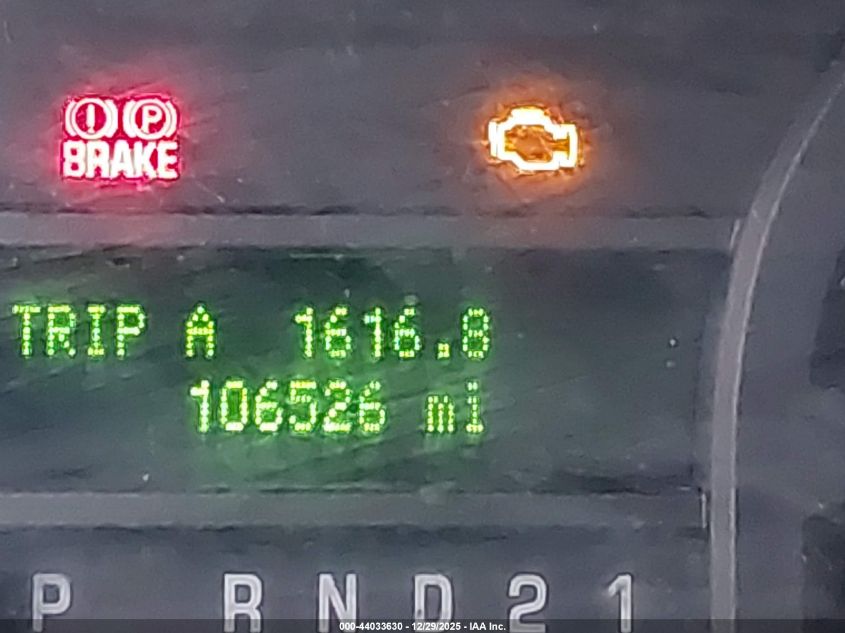 ! P
BRAKE
TRIP A 1616.8
106526 mi
P R N D 2 1
000-44033630 - 12/29/2025 - IAA Inc.